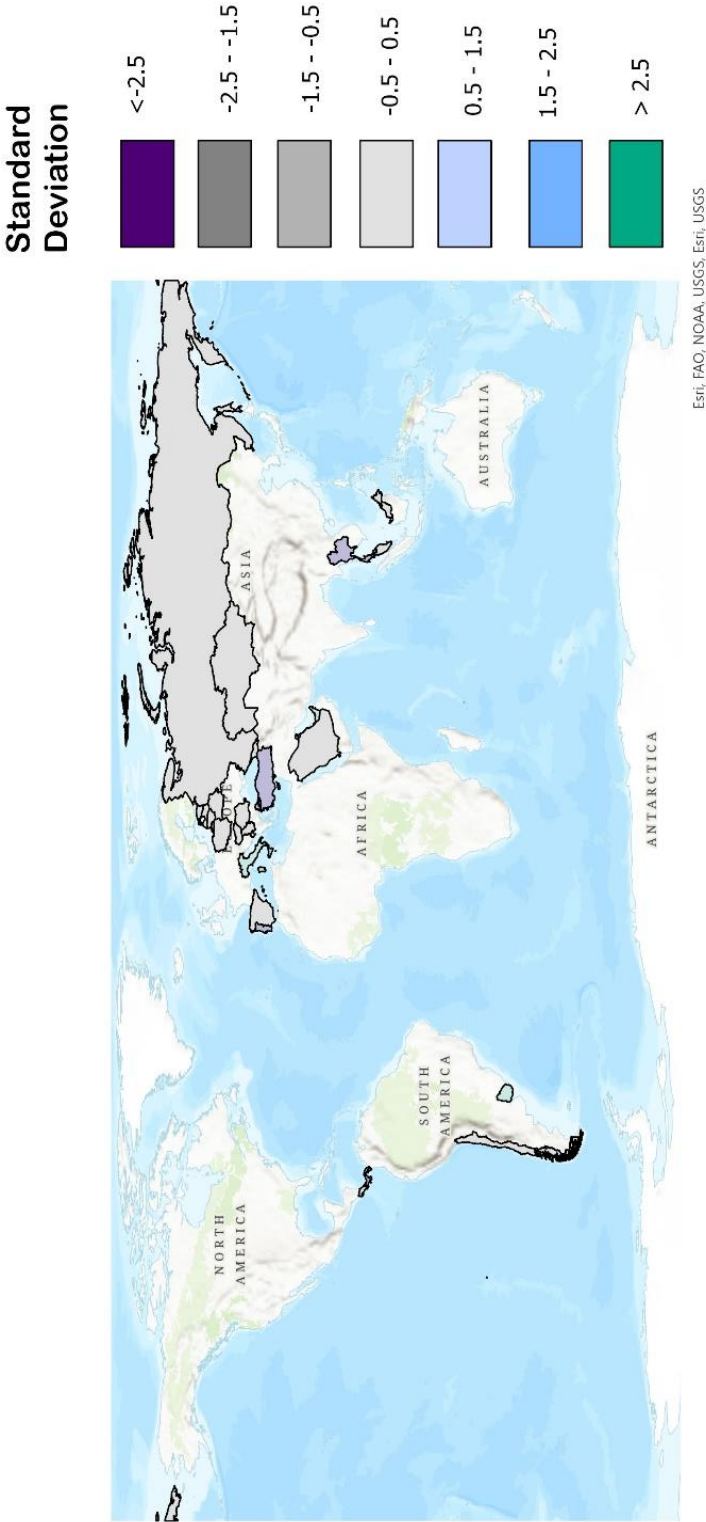 Standard
Deviation
<-2.5
-2.5 - -1.5
-1.5 - -0.5
-0.5 - 0.5
0.5 - 1.5
1.5 - 2.5
> 2.5
NORTH
AMERICA
SOUTH
AMERICA
AFRICA
ASIA
AUSTRALIA
ANTARCTICA
Esri, FAO, NOAA, USGS, Esri, USGS